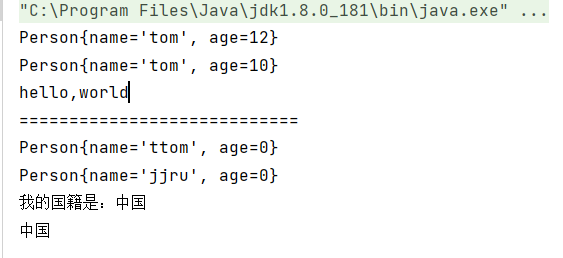 "C:\Program Files\Java\jdk1.8.0_181\bin\java.exe" ...
Person{name='tom', age=12}
Person{name='tom', age=10}
hello,world
============================
Person{name='ttom', age=0}
Person{name='jjru', age=0}
我的国籍是：中国
中国